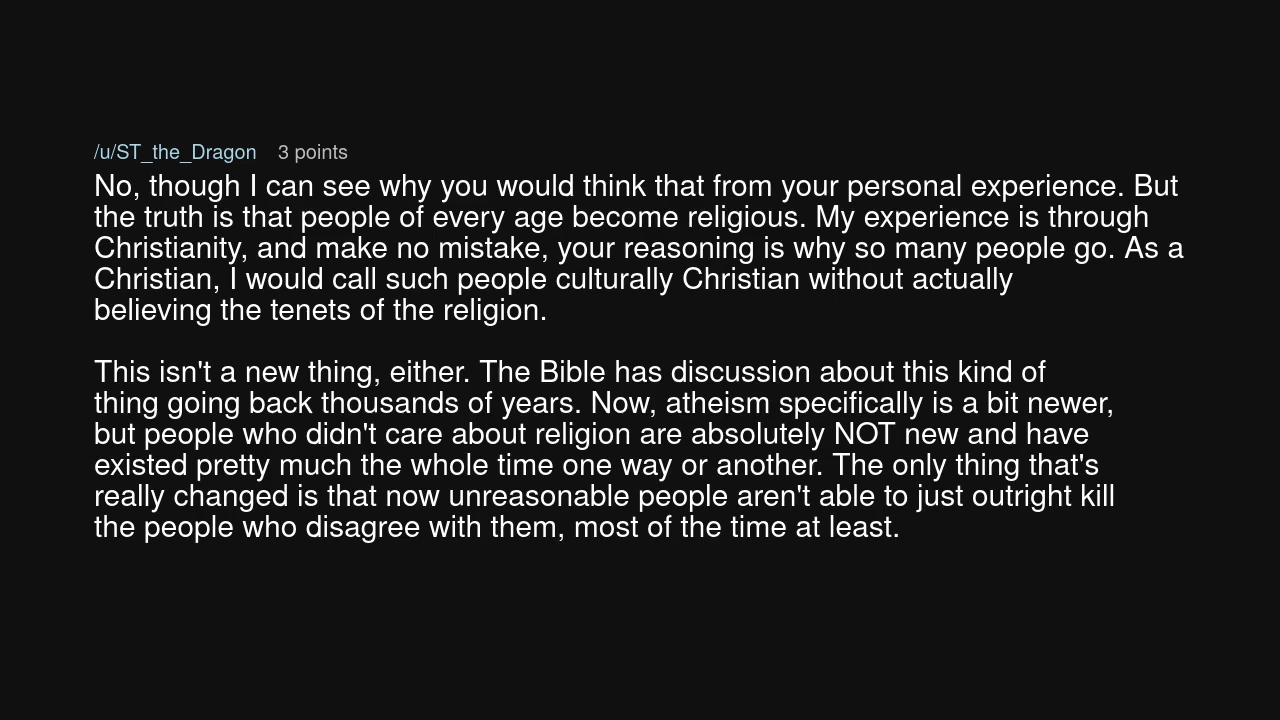 /u/ST_the_Dragon 3 points
No, though I can see why you would think that from your personal experience. But
the truth is that people of every age become religious. My experience is through
Christianity, and make no mistake, your reasoning is why so many people go. As a
Christian, I would call such people culturally Christian without actually
believing the tenets of the religion.
This isn't a new thing, either. The Bible has discussion about this kind of
thing going back thousands of years. Now, atheism specifically is a bit newer,
but people who didn't care about religion are absolutely NOT new and have
existed pretty much the whole time one way or another. The only thing that's
really changed is that now unreasonable people aren't able to just outright kill
the people who disagree with them, most of the time at least.